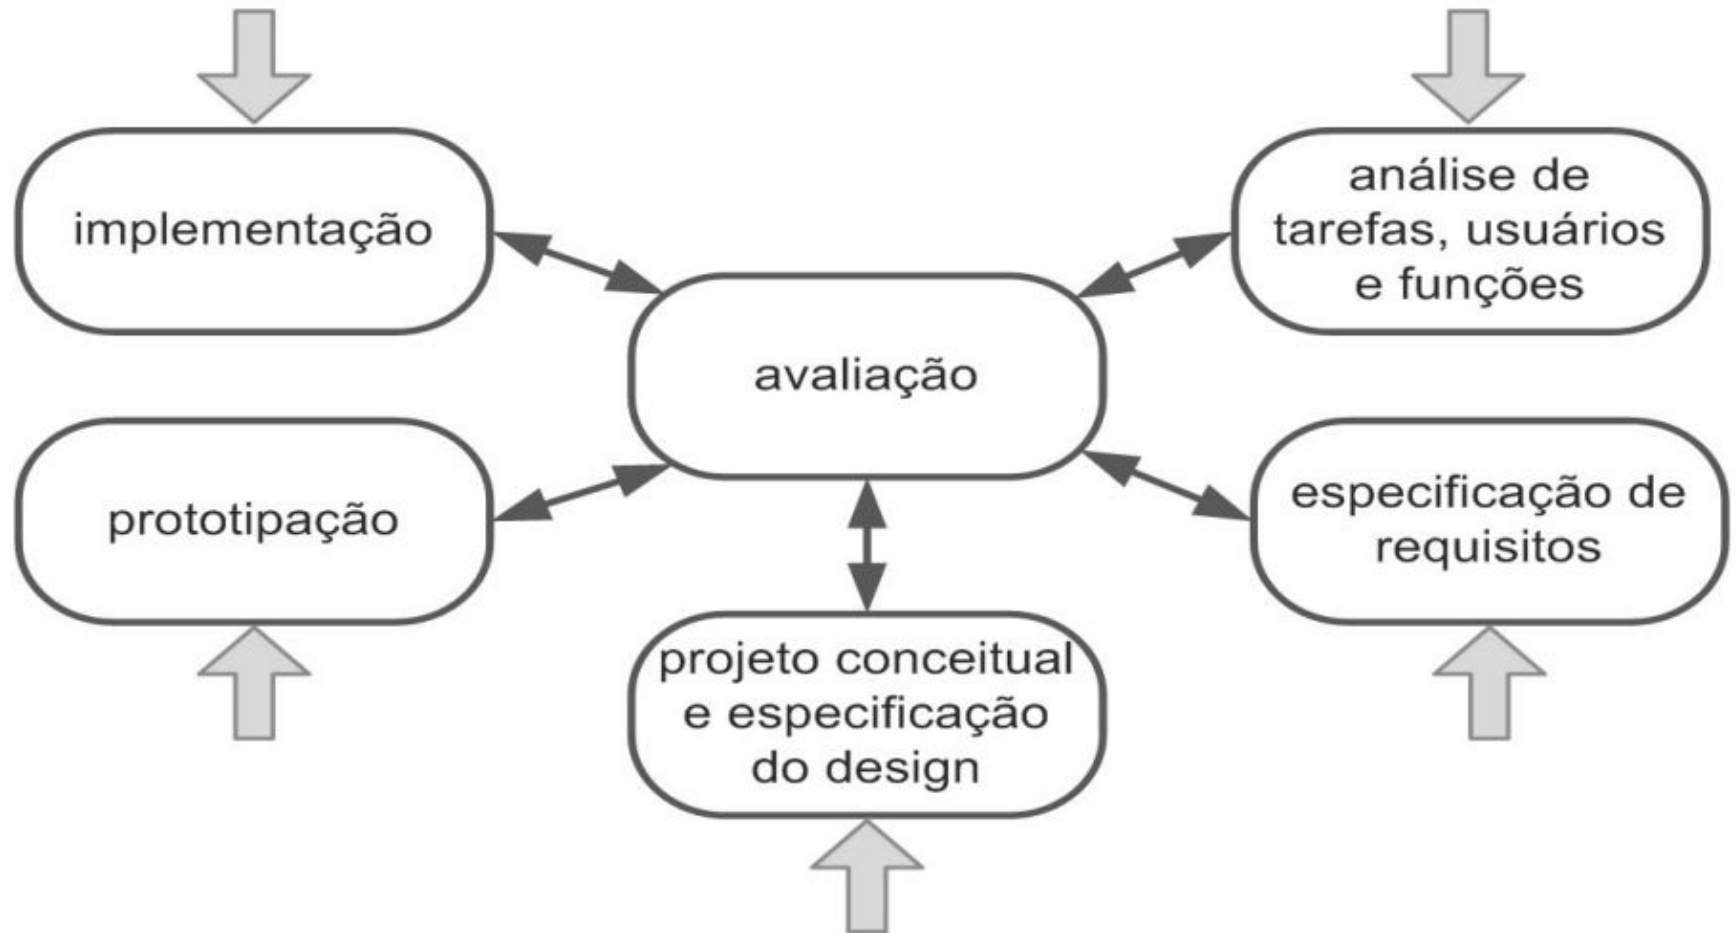 implementação
análise de
tarefas, usuários
e funções
avaliação
prototipação
especificação de
requisitos
projeto conceitual
e especificação
do design